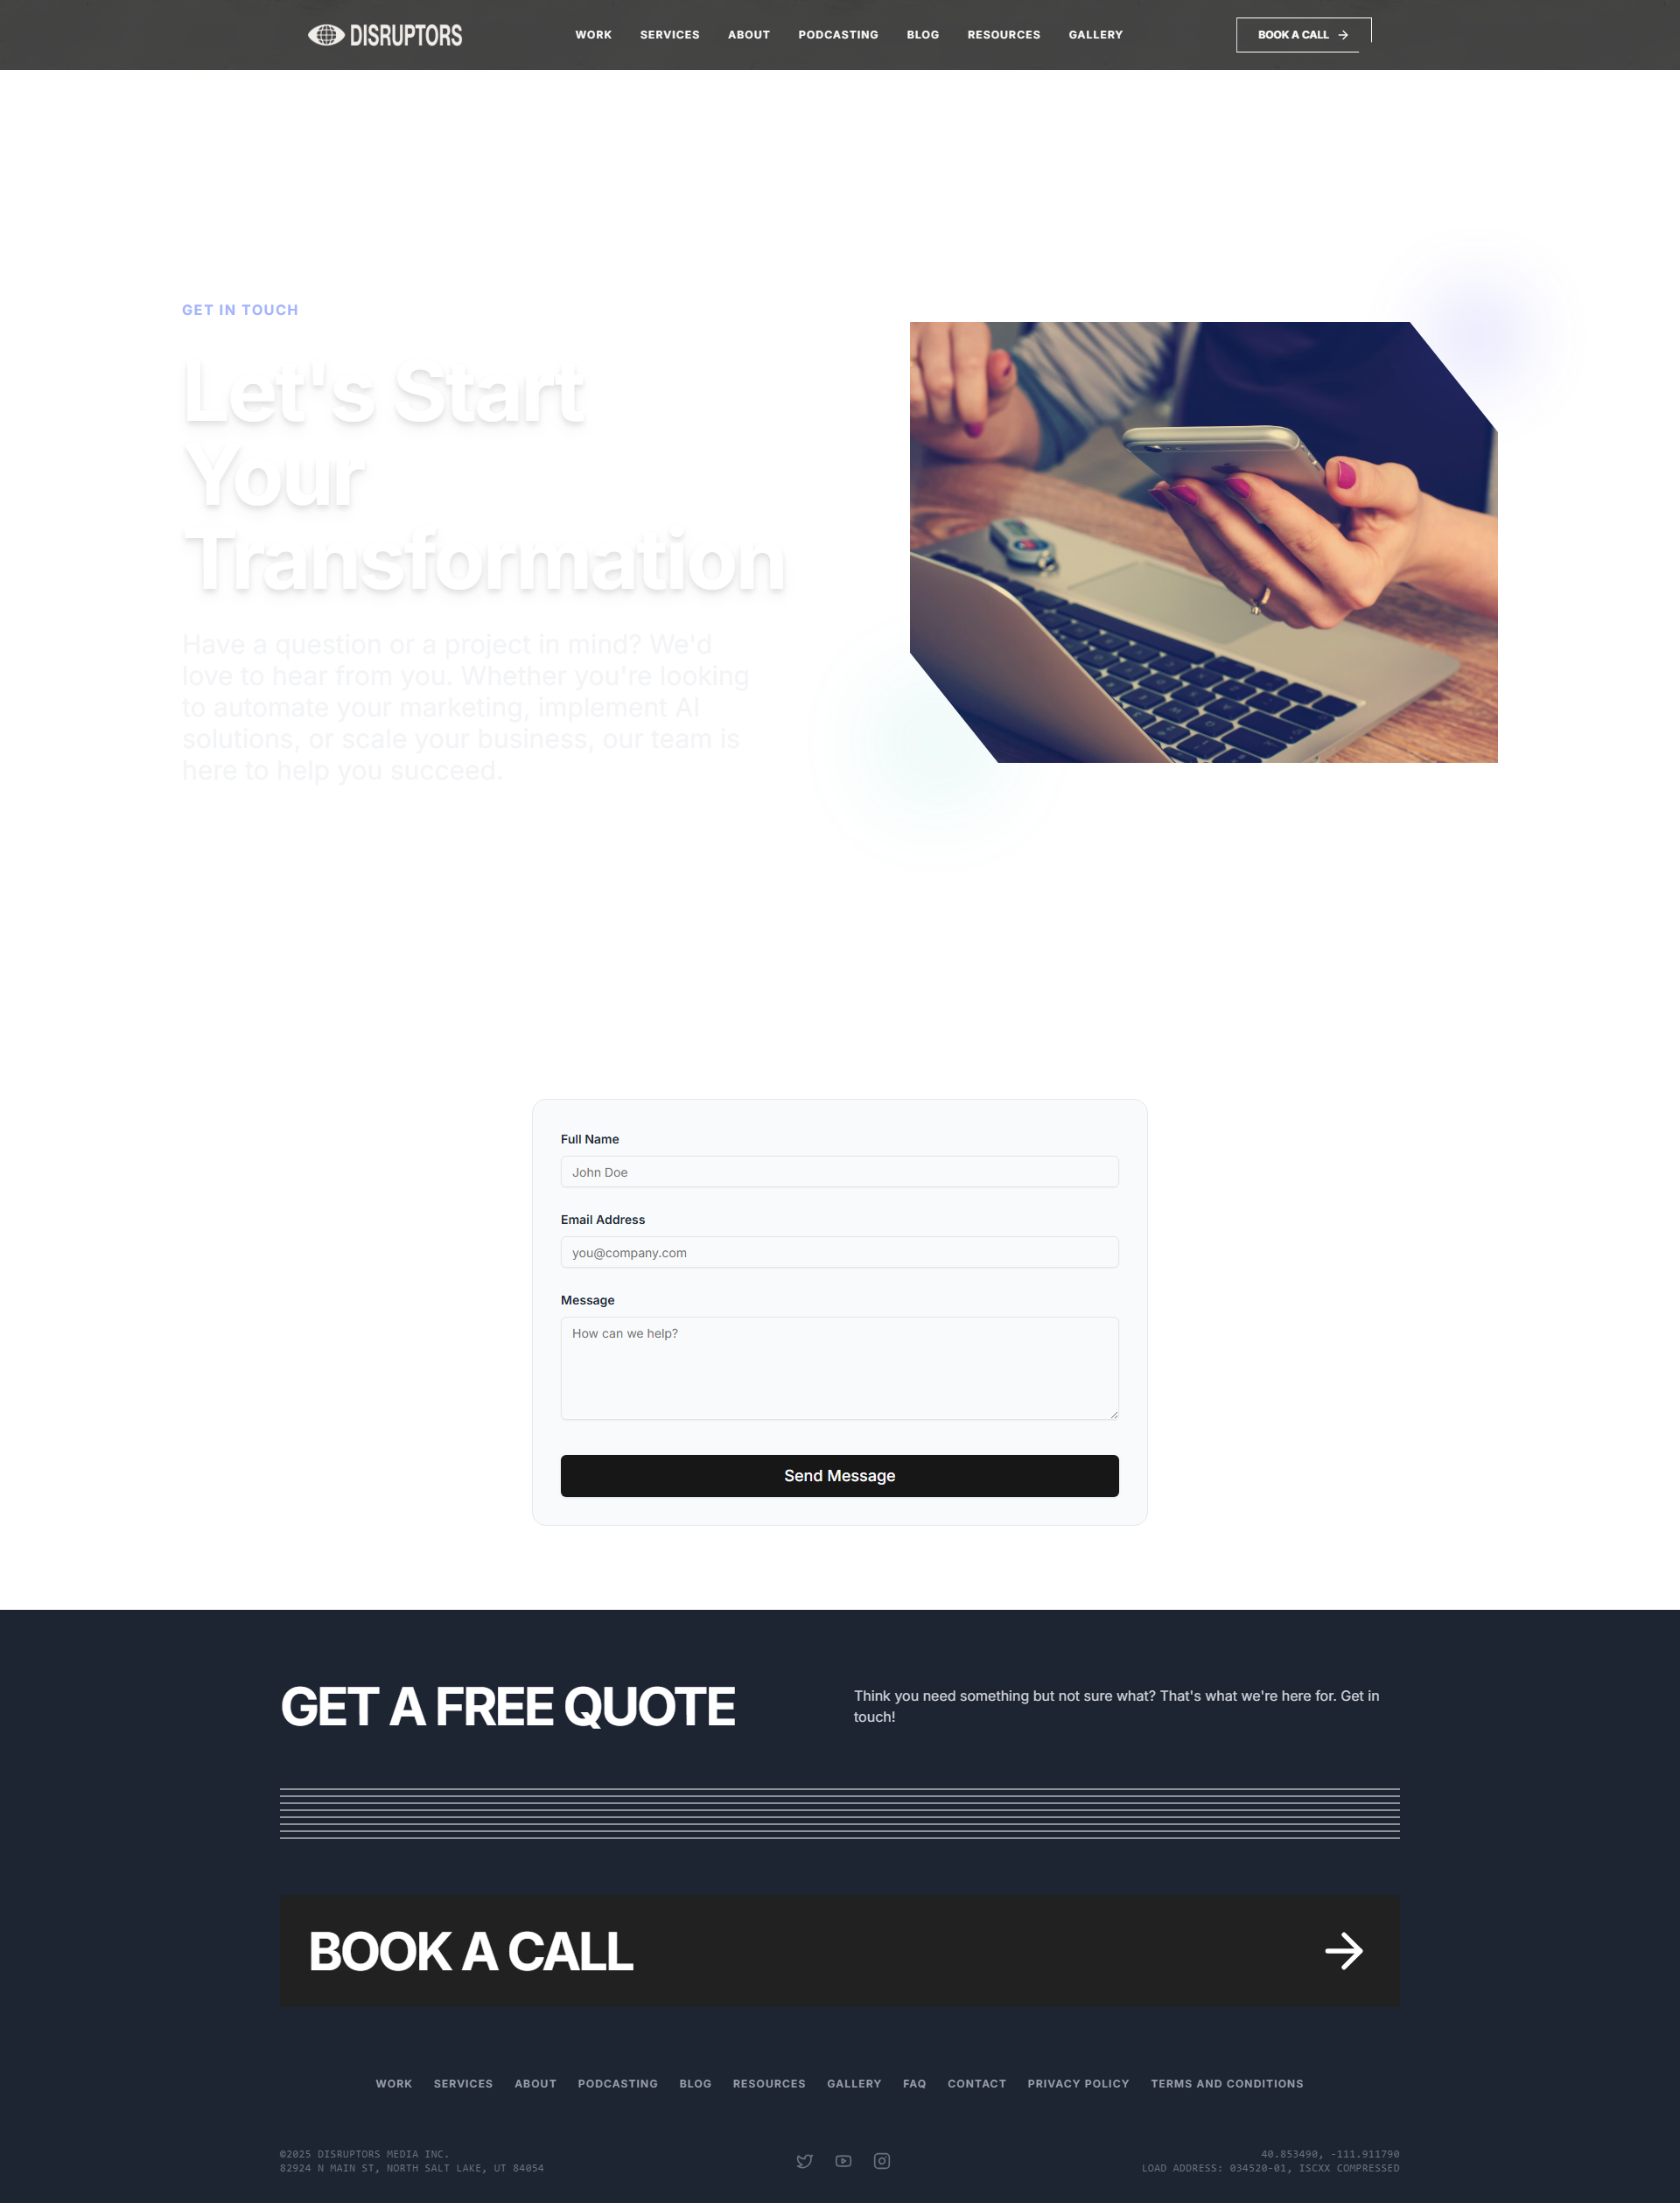 DISRUPTORS
WORK SERVICES ABOUT PODCASTING BLOG RESOURCES GALLERY
BOOK A CALL
GET IN TOUCH
Let's Start
Your
Transformation
Have a question or a project in mind? We'd
love to hear from you. Whether you're looking
to automate your marketing, implement AI
solutions, or scale your business, our team is
here to help you succeed.
Full Name
John Doe
Email Address
you@company.com
Message
How can we help?
Send Message
GET A FREE QUOTE
Think you need something but not sure what? That's what we're here for. Get in
touch!
BOOK A CALL
WORK SERVICES ABOUT PODCASTING BLOG RESOURCES GALLERY FAQ CONTACT PRIVACY POLICY TERMS AND CONDITIONS
©2025 DISRUPTORS MEDIA INC.
82924 N MAIN ST, NORTH SALT LAKE, UT 84054
40.853490, -111.911790
LOAD ADDRESS: 034520-01, ISCXX COMPRESSED